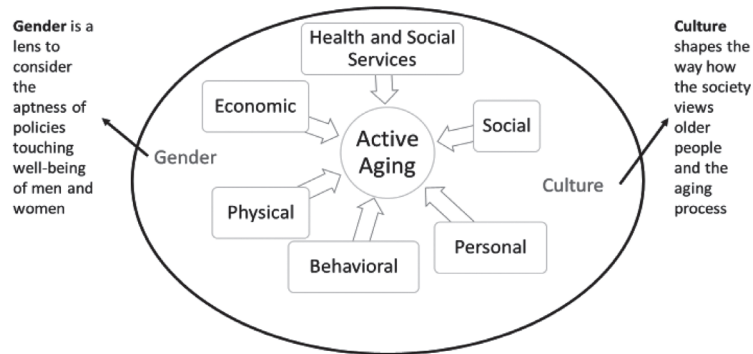 Gender is a
lens to
consider
the
aptness of
policies
touching
well-being
of men and
women
Health and Social
Services
Economic
Social
Active
Aging
Gender
Culture
Physical
Personal
Behavioral
Culture
shapes the
way how
the society
views
older
people
and the
aging
process